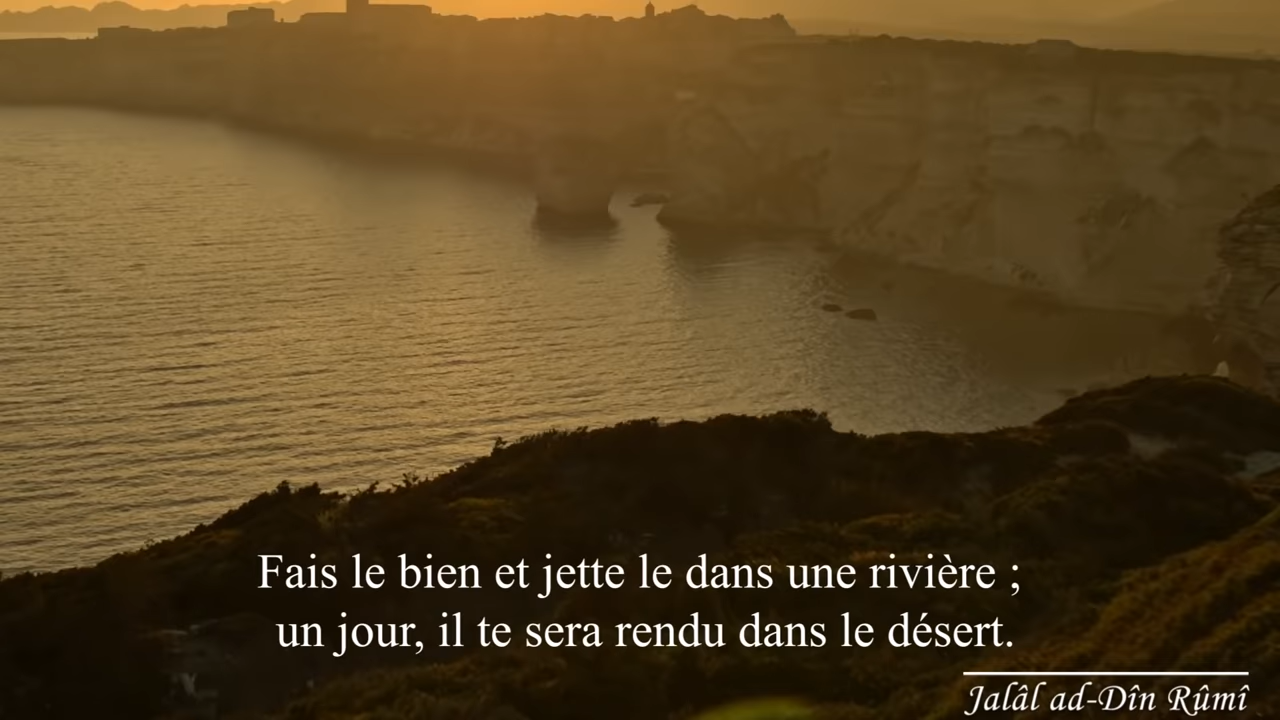 Fais le bien et jette le dans une rivière ;
un jour, il te sera rendu dans le désert.
Jalâl ad-Dîn Rûmî